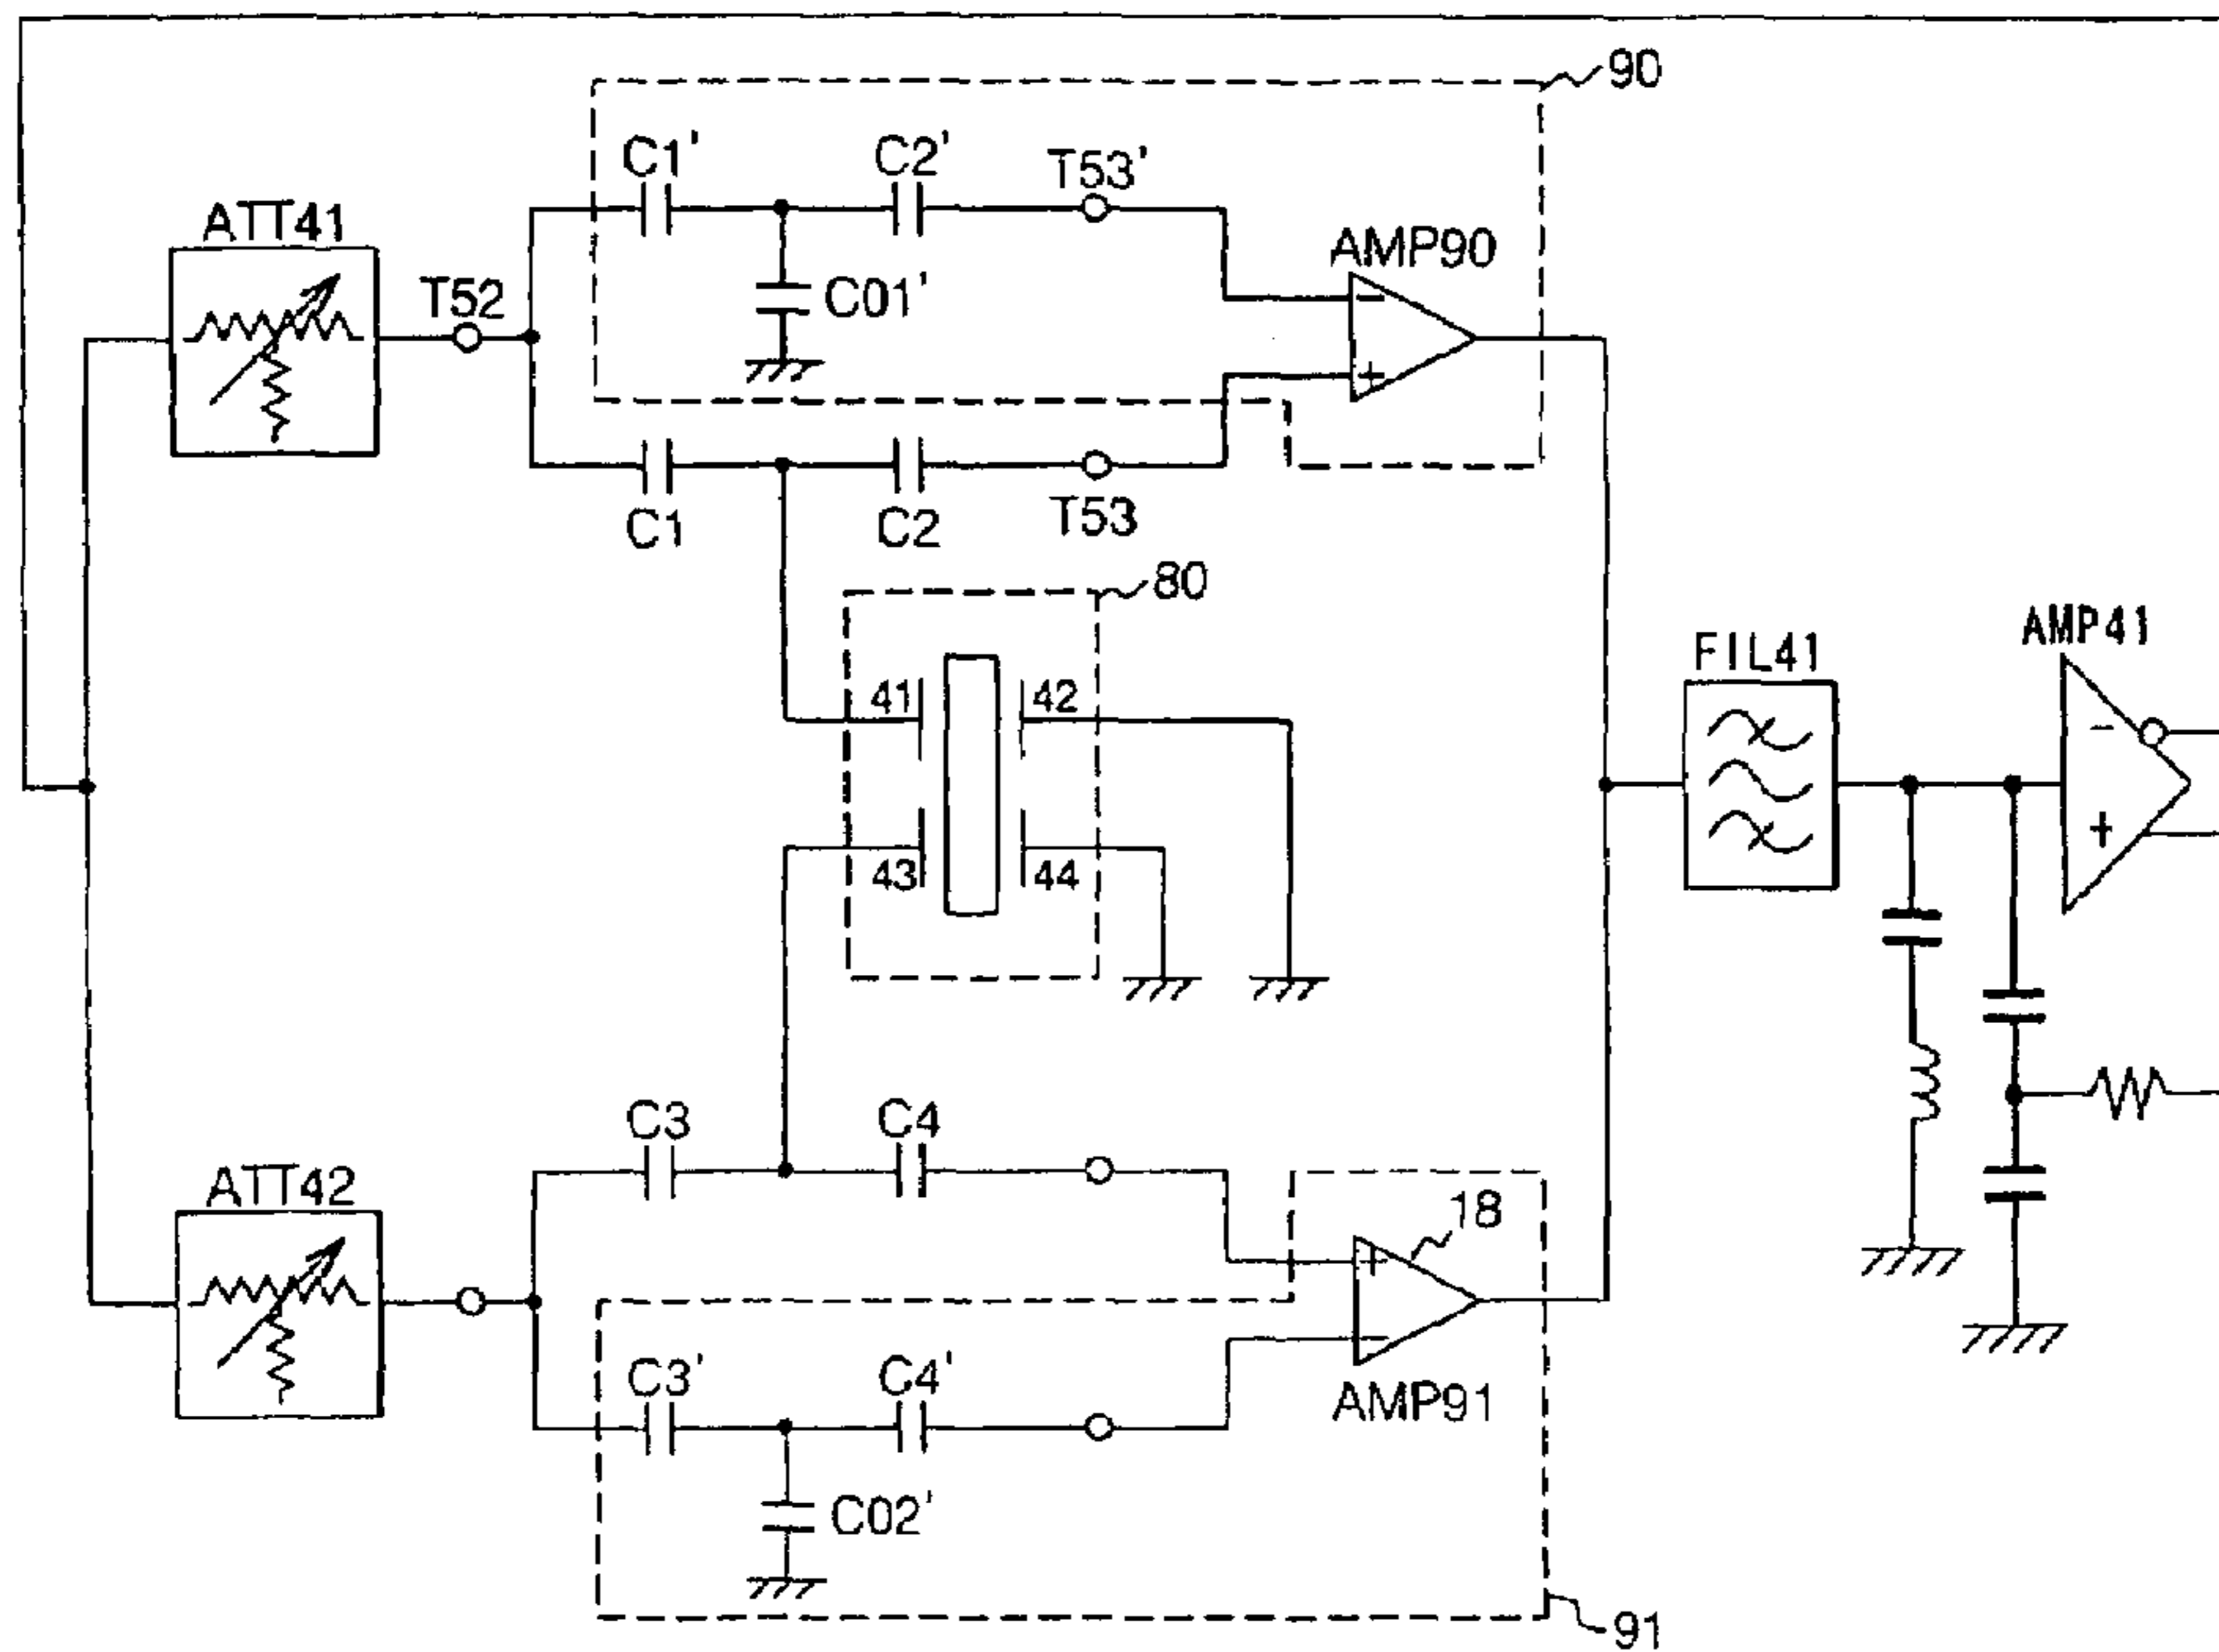 90
C1'
C2'
T53'
ATT41
T52
C01'
AMP90
-
+
C1
C2
T53
80
41
42
43
44
FIL41
AMP41
-
+
C3
C4
ATT42
18
+
-
C3'
C4'
AMP91
C02'
91